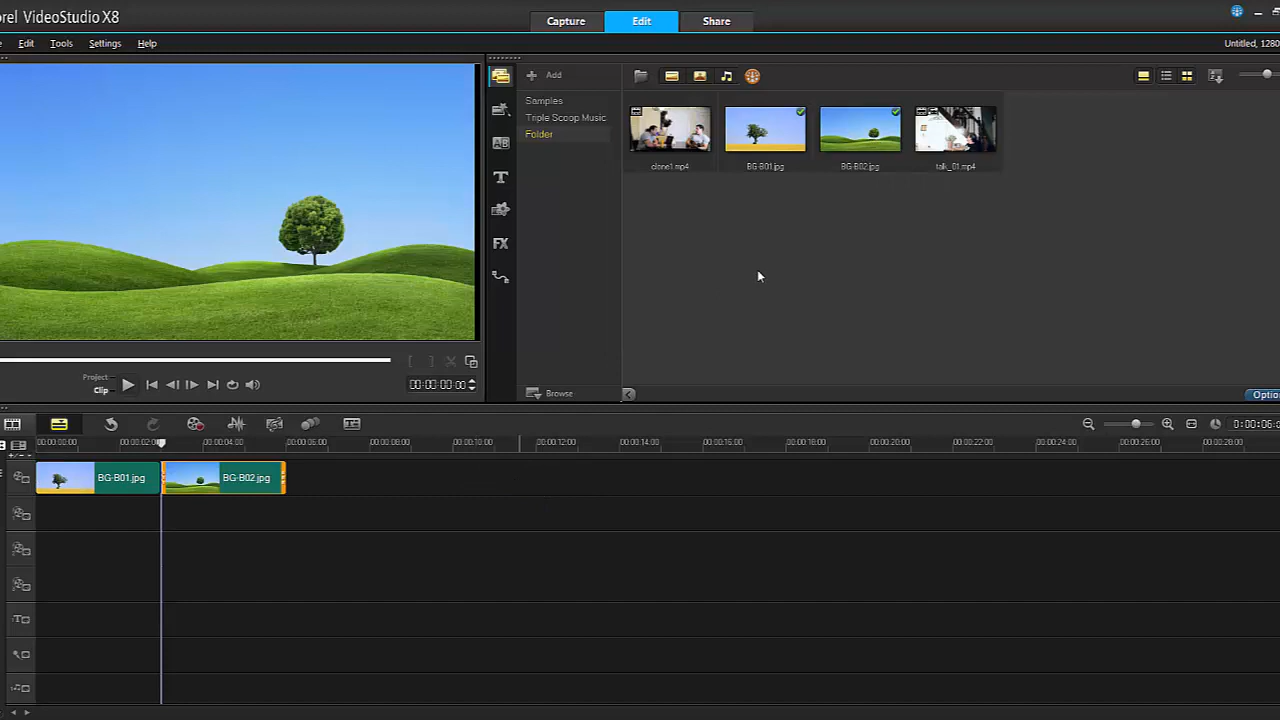 orel VideoStudio X8
Capture
Edit
Share
Edit
Tools
Settings
Help
Untitled, 1280
Add
Samples
Triple Scoop Music
Folder
AB
T
FX
clone1.mp4
BG-B01.jpg
BG-B02.jpg
talk_01.mp4
Browse
Optio
Project
Clip
00:00:00:00
0:00:06:0
00:00:00:00
00:00:02:0
00:00:04:00
00:00:06:00
00:00:08:00
00:00:10:00
00:00:12:00
00:00:14:00
00:00:16:00
00:00:18:00
00:00:20:00
00:00:22:00
00:00:24:00
00:00:26:00
00:00:28:00
BG-B01.jpg
BG-B02.jpg